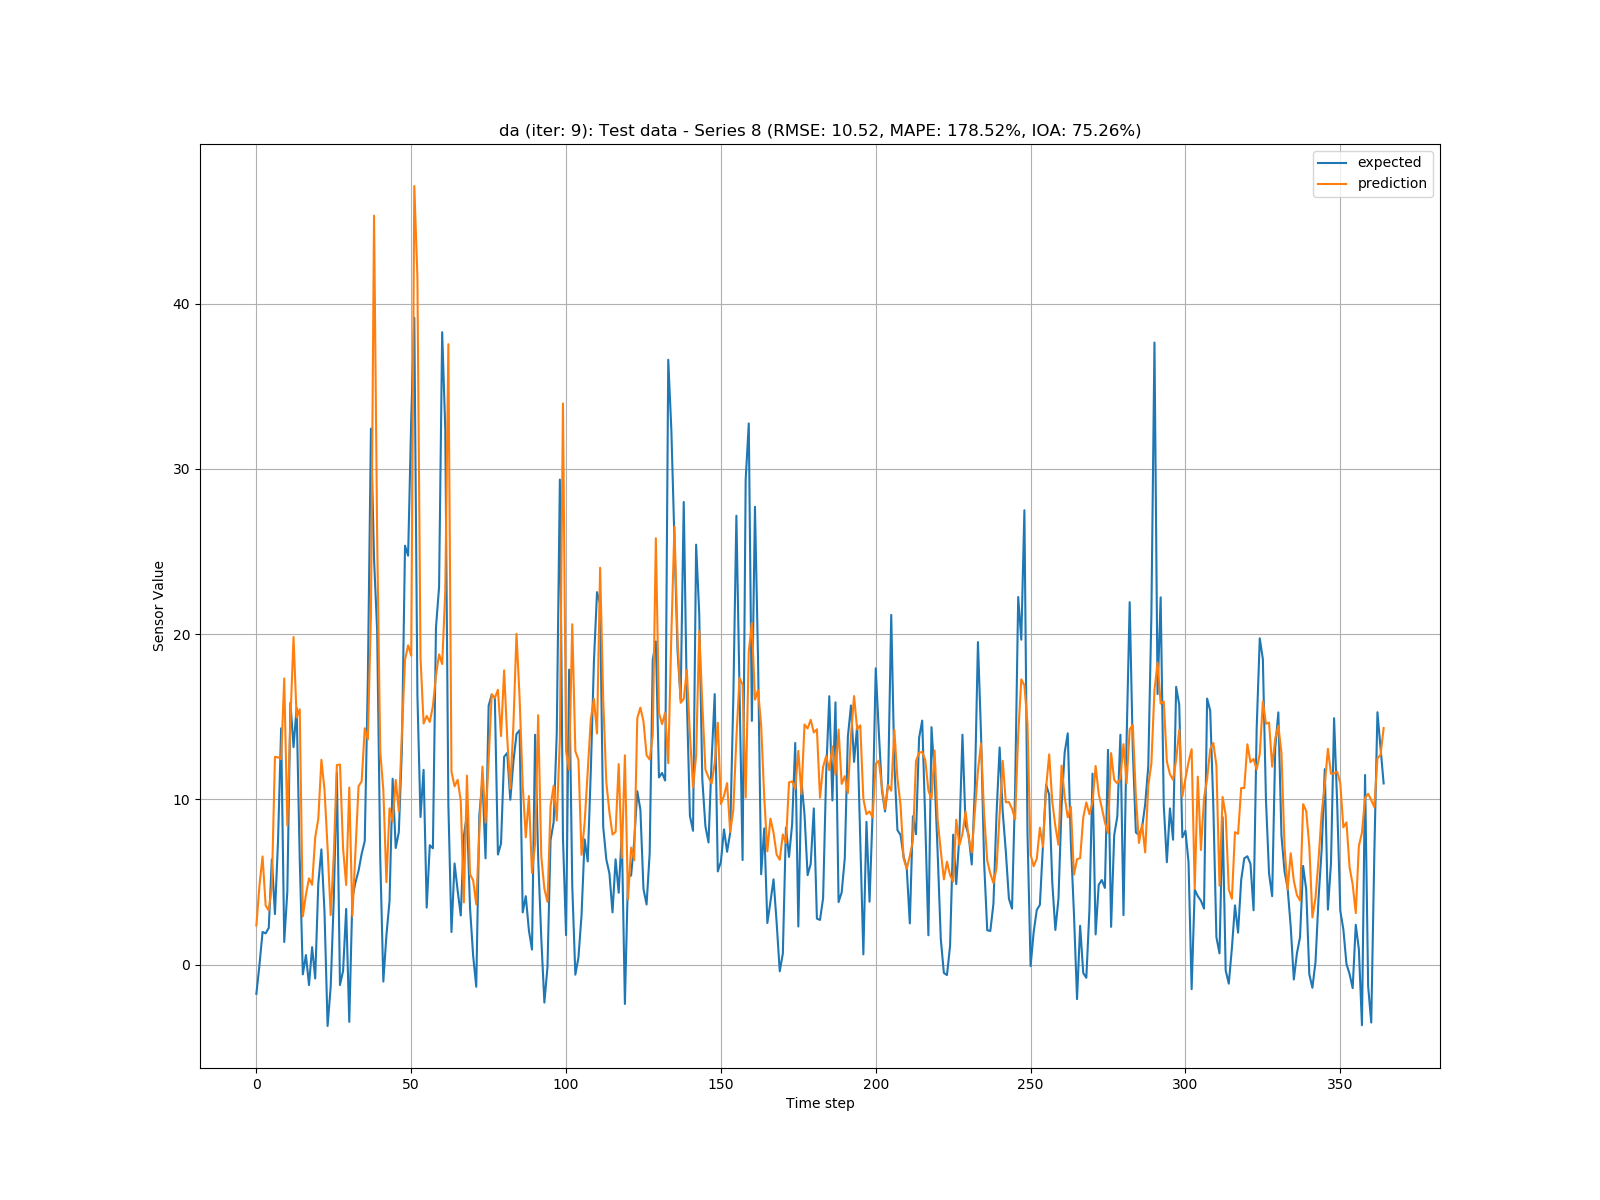 da (iter: 9): Test data - Series 8 (RMSE: 10.52, MAPE: 178.52%, IOA: 75.26%)
expected
prediction
40
30
20
10
0
Sensor Value
0 50 100 150 200 250 300 350
Time step